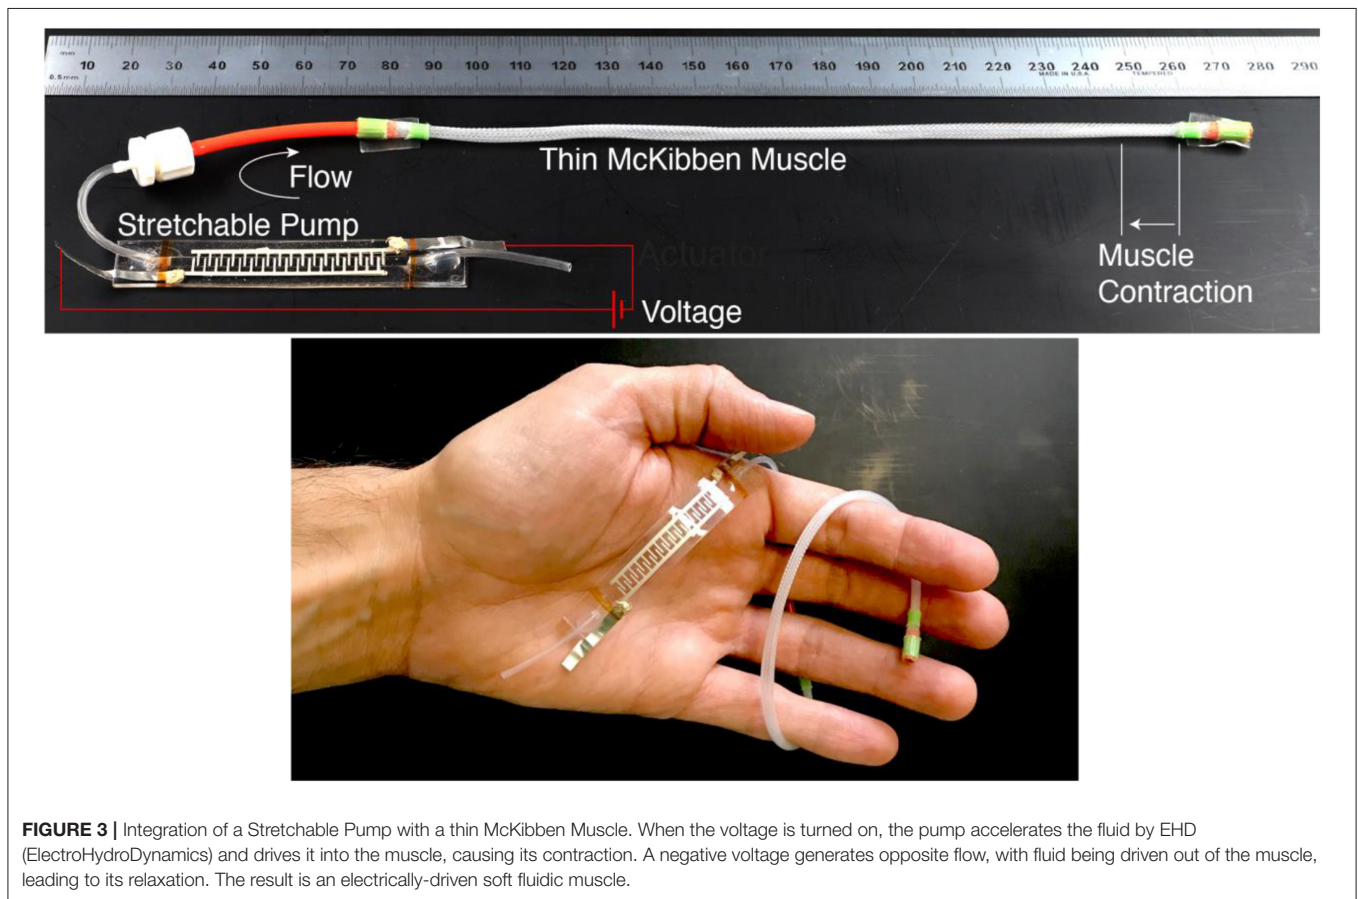 mm
10 20 30 40 50 60 70 80 90 100 110 120 130 140 150 160 170 180 190 200 210 220 230 240 250 260 270 280 290
0.5mm
MADE IN U.S.A. TEMPERED
Thin McKibben Muscle
Flow
Stretchable Pump
Actuator
Muscle
Contraction
Voltage
FIGURE 3 | Integration of a Stretchable Pump with a thin McKibben Muscle. When the voltage is turned on, the pump accelerates the fluid by EHD
(ElectroHydroDynamics) and drives it into the muscle, causing its contraction. A negative voltage generates opposite flow, with fluid being driven out of the muscle,
leading to its relaxation. The result is an electrically-driven soft fluidic muscle.